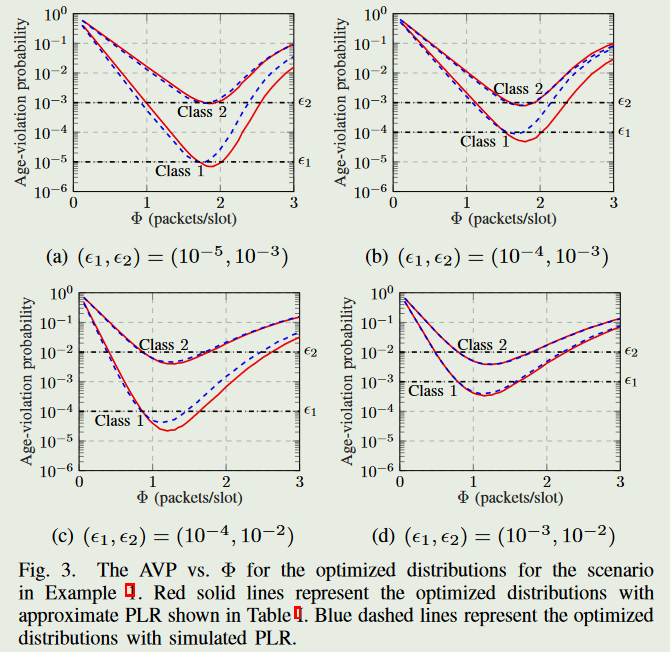 10⁰
10⁻¹
10⁻²
10⁻³
10⁻⁴
10⁻⁵
10⁻⁶
Age-violation probability
Class 2
Class 1
ϵ₂
ϵ₁
0 1 2 3
Φ (packets/slot)
(a) (ϵ₁, ϵ₂) = (10⁻⁵, 10⁻³)
10⁰
10⁻¹
10⁻²
10⁻³
10⁻⁴
10⁻⁵
10⁻⁶
Age-violation probability
Class 2
Class 1
ϵ₂
ϵ₁
0 1 2 3
Φ (packets/slot)
(b) (ϵ₁, ϵ₂) = (10⁻⁴, 10⁻³)
10⁰
10⁻¹
10⁻²
10⁻³
10⁻⁴
10⁻⁵
10⁻⁶
Age-violation probability
Class 2
Class 1
ϵ₂
ϵ₁
0 1 2 3
Φ (packets/slot)
(c) (ϵ₁, ϵ₂) = (10⁻⁴, 10⁻²)
10⁰
10⁻¹
10⁻²
10⁻³
10⁻⁴
10⁻⁵
10⁻⁶
Age-violation probability
Class 2
Class 1
ϵ₂
ϵ₁
0 1 2 3
Φ (packets/slot)
(d) (ϵ₁, ϵ₂) = (10⁻³, 10⁻²)
Fig. 3. The AVP vs. Φ for the optimized distributions for the scenario
in Example 1. Red solid lines represent the optimized distributions with
approximate PLR shown in Table I. Blue dashed lines represent the optimized
distributions with simulated PLR.